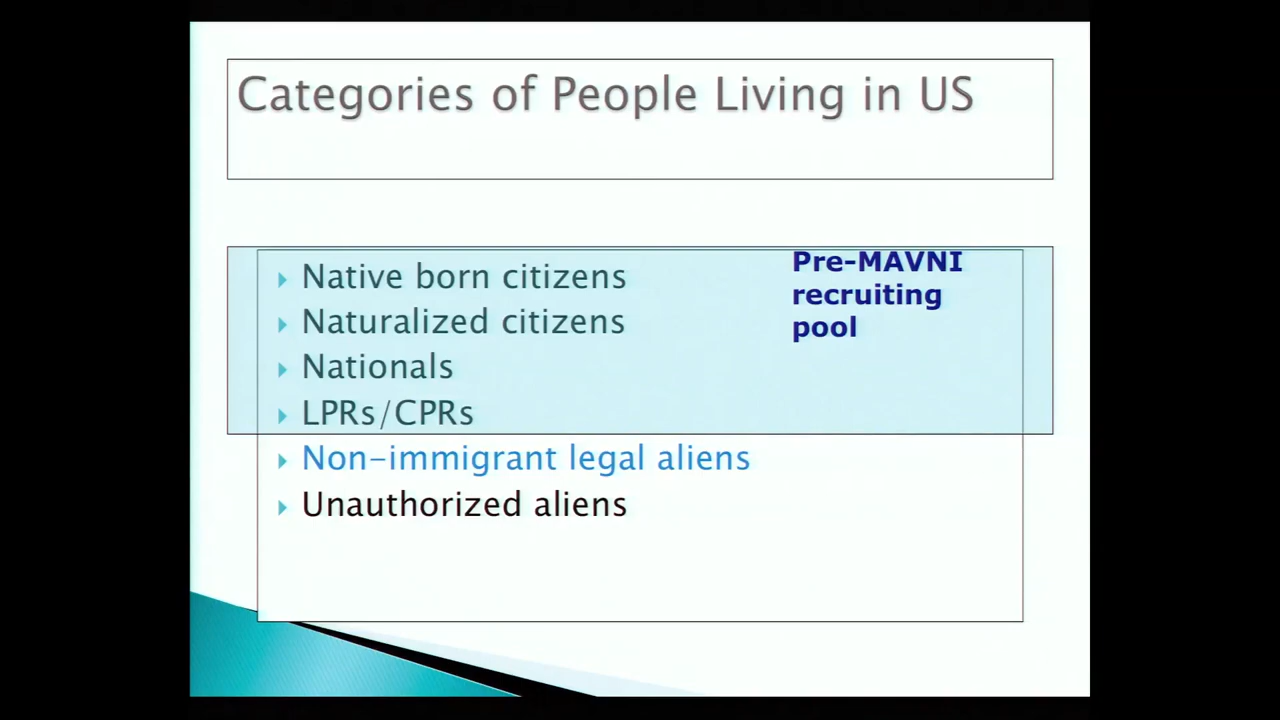 Categories of People Living in US
Native born citizens
Naturalized citizens
Nationals
LPRs/CPRs
Non-immigrant legal aliens
Unauthorized aliens
Pre-MAVNI
recruiting
pool